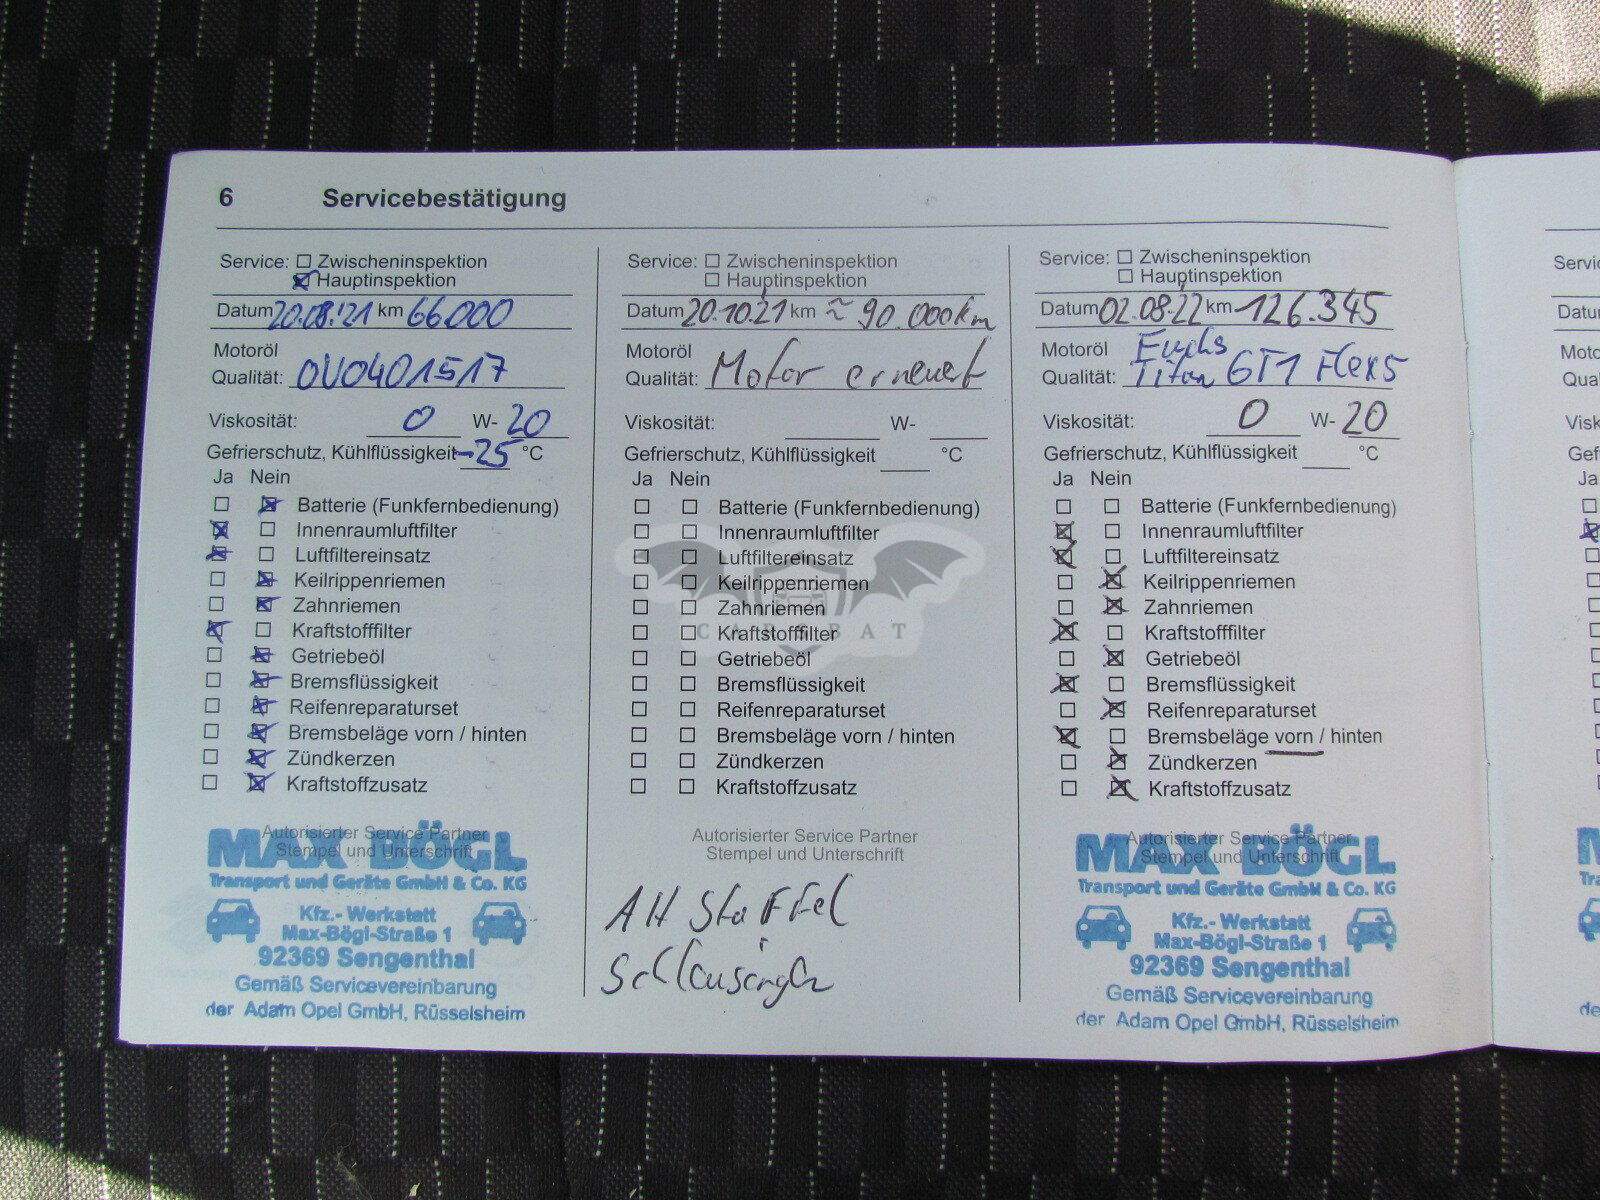 6 Servicebestätigung
Service: ☐ Zwischeninspektion
☒ Hauptinspektion
Datum 20.08.'21 km 66.000
Motoröl
Qualität: OV0401517
Viskosität: 0 W- 20
Gefrierschutz, Kühlflüssigkeit -25 °C
Ja Nein
☐ ☒ Batterie (Funkfernbedienung)
☒ ☐ Innenraumluftfilter
☒ ☐ Luftfiltereinsatz
☐ ☒ Keilrippenriemen
☐ ☒ Zahnriemen
☒ ☐ Kraftstofffilter
☐ ☒ Getriebeöl
☐ ☒ Bremsflüssigkeit
☐ ☒ Reifenreparaturset
☐ ☒ Bremsbeläge vorn / hinten
☐ ☒ Zündkerzen
☐ ☒ Kraftstoffzusatz
Autorisierter Service Partner
Stempel und Unterschrift
MAX BÖGL
Transport und Geräte GmbH & Co. KG
Kfz.- Werkstatt
Max-Bögl-Straße 1
92369 Sengenthal
Gemäß Servicevereinbarung
der Adam Opel GmbH, Rüsselsheim
Service: ☐ Zwischeninspektion
☐ Hauptinspektion
Datum 20.10.21 km ≈ 90.000km
Motoröl
Qualität: Motor erneuert
Viskosität: W-
Gefrierschutz, Kühlflüssigkeit °C
Ja Nein
☐ ☐ Batterie (Funkfernbedienung)
☐ ☐ Innenraumluftfilter
☐ ☐ Luftfiltereinsatz
☐ ☐ Keilrippenriemen
☐ ☐ Zahnriemen
☐ ☐ Kraftstofffilter
CARSBAT
☐ ☐ Getriebeöl
☐ ☐ Bremsflüssigkeit
☐ ☐ Reifenreparaturset
☐ ☐ Bremsbeläge vorn / hinten
☐ ☐ Zündkerzen
☐ ☐ Kraftstoffzusatz
Autorisierter Service Partner
Stempel und Unterschrift
AH Staffel
Service: ☐ Zwischeninspektion
☐ Hauptinspektion
Datum 02.08.22 km 126.345
Motoröl Fuchs
Qualität: Titan GT1 Flex5
Viskosität: 0 W- 20
Gefrierschutz, Kühlflüssigkeit °C
Ja Nein
☐ ☐ Batterie (Funkfernbedienung)
☒ ☐ Innenraumluftfilter
☒ ☐ Luftfiltereinsatz
☐ ☒ Keilrippenriemen
☐ ☒ Zahnriemen
☒ ☐ Kraftstofffilter
☐ ☒ Getriebeöl
☒ ☐ Bremsflüssigkeit
☐ ☒ Reifenreparaturset
☒ ☐ Bremsbeläge vorn / hinten
☐ ☒ Zündkerzen
☐ ☒ Kraftstoffzusatz
Autorisierter Service Partner
Stempel und Unterschrift
MAX BÖGL
Transport und Geräte GmbH & Co. KG
Kfz.- Werkstatt
Max-Bögl-Straße 1
92369 Sengenthal
Gemäß Servicevereinbarung
der Adam Opel GmbH, Rüsselsheim